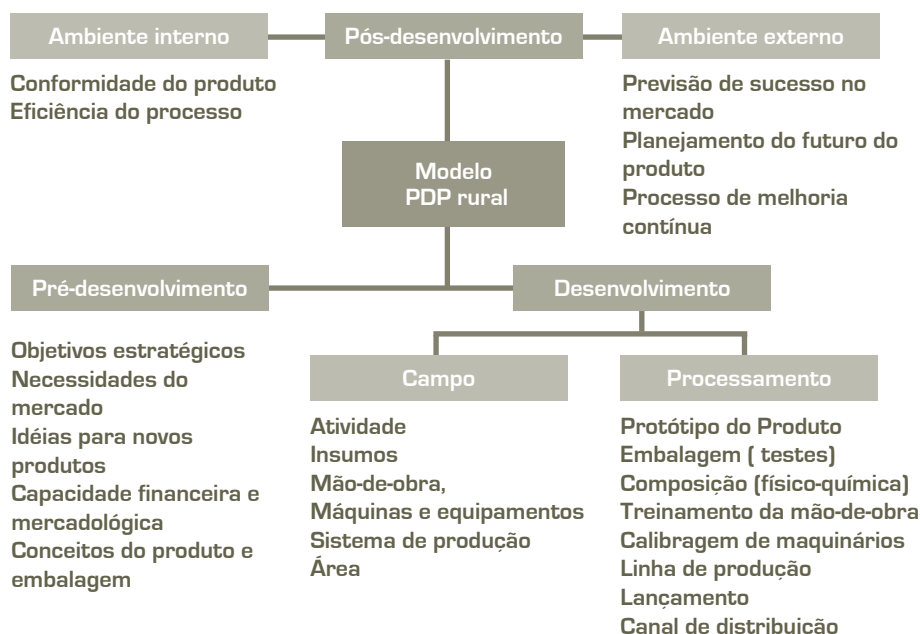 Ambiente interno
Pós-desenvolvimento
Ambiente externo
Conformidade do produto
Eficiência do processo
Previsão de sucesso no
mercado
Planejamento do futuro do
produto
Processo de melhoria
contínua
Modelo
PDP rural
Pré-desenvolvimento
Desenvolvimento
Objetivos estratégicos
Necessidades do
mercado
Idéias para novos
produtos
Capacidade financeira e
mercadológica
Conceitos do produto e
embalagem
Campo
Atividade
Insumos
Mão-de-obra,
Máquinas e equipamentos
Sistema de produção
Área
Processamento
Protótipo do Produto
Embalagem ( testes)
Composição (físico-química)
Treinamento da mão-de-obra
Calibragem de maquinários
Linha de produção
Lançamento
Canal de distribuição